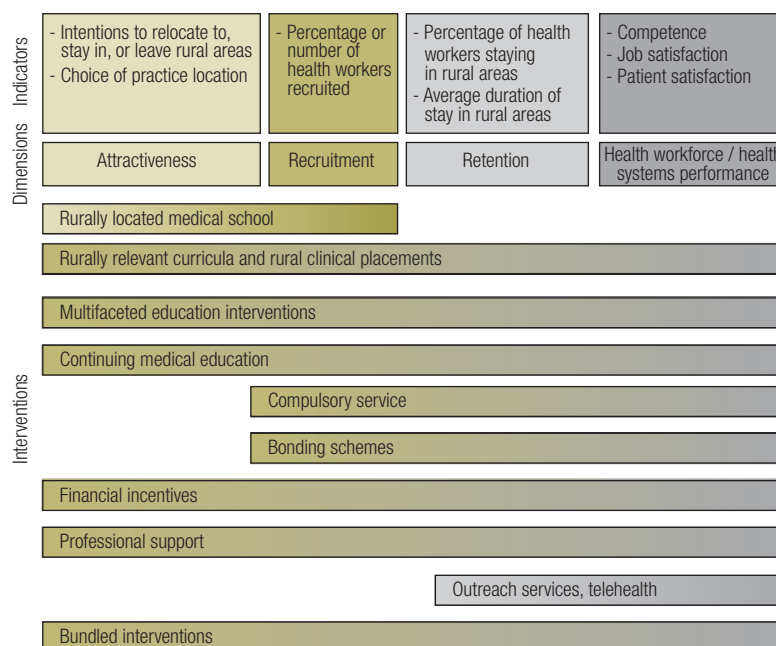 Indicators
- Intentions to relocate to,
stay in, or leave rural areas
- Choice of practice location
- Percentage or
number of
health workers
recruited
- Percentage of health
workers staying
in rural areas
- Average duration of
stay in rural areas
- Competence
- Job satisfaction
- Patient satisfaction
Dimensions
Attractiveness
Recruitment
Retention
Health workforce / health
systems performance
Interventions
Rurally located medical school
Rurally relevant curricula and rural clinical placements
Multifaceted education interventions
Continuing medical education
Compulsory service
Bonding schemes
Financial incentives
Professional support
Outreach services, telehealth
Bundled interventions